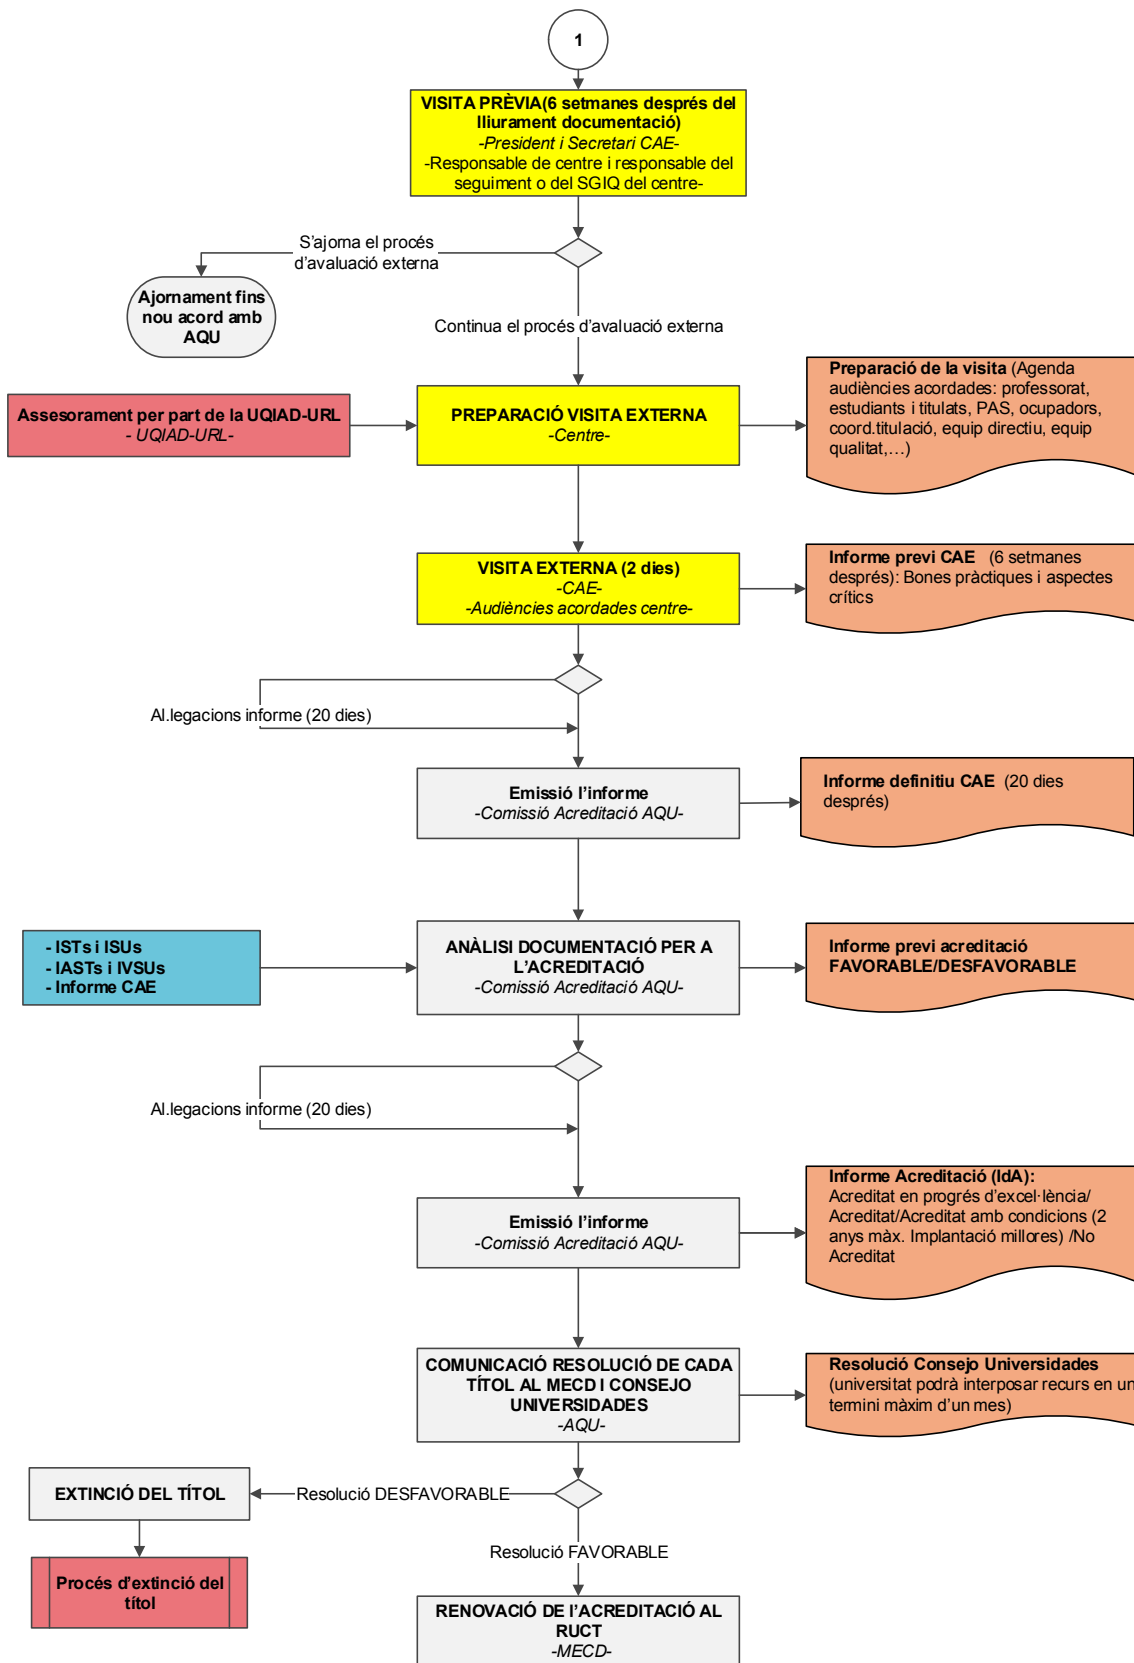 1
VISITA PRÈVIA(6 setmanes després del
lliurament documentació)
-President i Secretari CAE-
-Responsable de centre i responsable del
seguiment o del SGIQ del centre-
S'ajorna el procés
d'avaluació externa
Ajornament fins
nou acord amb
AQU
Continua el procés d'avaluació externa
Assesorament per part de la UQIAD-URL
- UQIAD-URL-
PREPARACIÓ VISITA EXTERNA
-Centre-
Preparació de la visita (Agenda
audiències acordades: professorat,
estudiants i titulats, PAS, ocupadors,
coord.titulació, equip directiu, equip
qualitat,...)
VISITA EXTERNA (2 dies)
-CAE-
-Audiències acordades centre-
Informe previ CAE (6 setmanes
després): Bones pràctiques i aspectes
crítics
Al.legacions informe (20 dies)
Emissió l'informe
-Comissió Acreditació AQU-
Informe definitiu CAE (20 dies
després)
- ISTs i ISUs
- IASTs i IVSUs
- Informe CAE
ANÀLISI DOCUMENTACIÓ PER A
L'ACREDITACIÓ
-Comissió Acreditació AQU-
Informe previ acreditació
FAVORABLE/DESFAVORABLE
Al.legacions informe (20 dies)
Emissió l'informe
-Comissió Acreditació AQU-
Informe Acreditació (IdA):
Acreditat en progrés d'excel·lència/
Acreditat/Acreditat amb condicions (2
anys màx. Implantació millores) /No
Acreditat
COMUNICACIÓ RESOLUCIÓ DE CADA
TÍTOL AL MECD I CONSEJO
UNIVERSIDADES
-AQU-
Resolució Consejo Universidades
(universitat podrà interposar recurs en un
termini màxim d'un mes)
EXTINCIÓ DEL TÍTOL
Resolució DESFAVORABLE
Resolució FAVORABLE
Procés d'extinció del
títol
RENOVACIÓ DE l'ACREDITACIÓ AL
RUCT
-MECD-